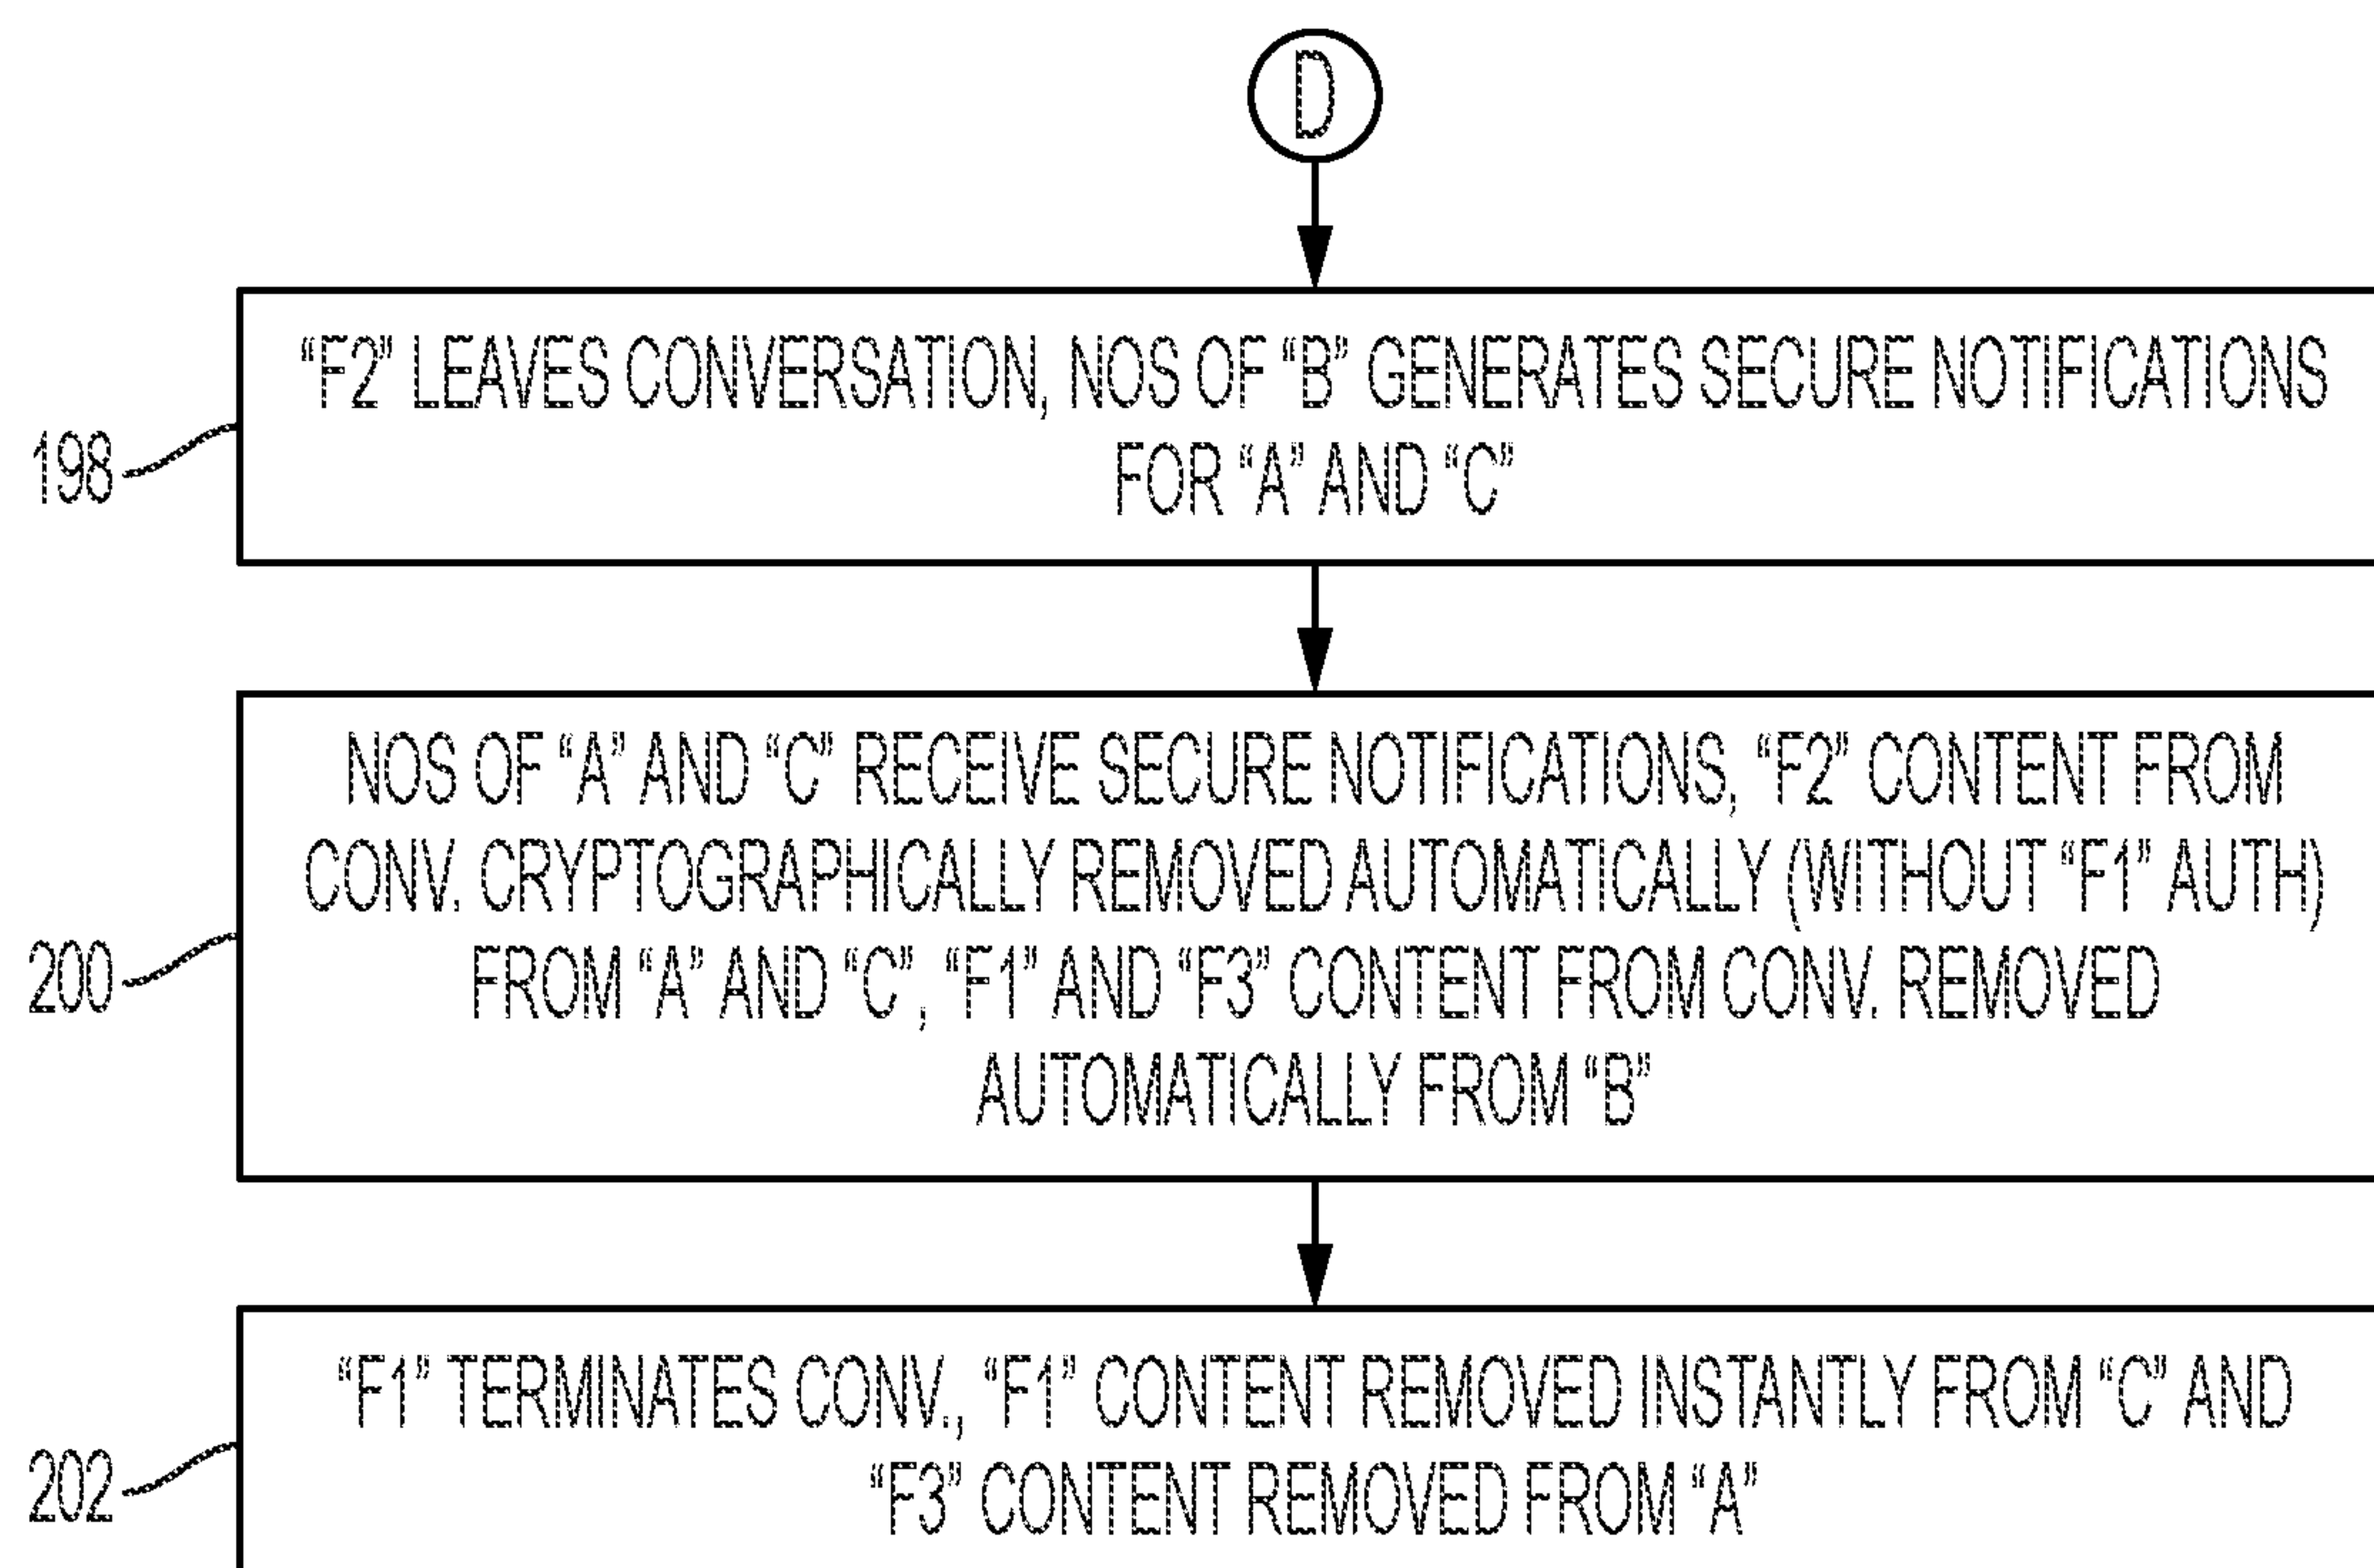 D
“F2” LEAVES CONVERSATION, NOS OF “B” GENERATES SECURE NOTIFICATIONS
FOR “A” AND “C”
198
NOS OF “A” AND “C” RECEIVE SECURE NOTIFICATIONS, “F2” CONTENT FROM
CONV. CRYPTOGRAPHICALLY REMOVED AUTOMATICALLY (WITHOUT “F1” AUTH)
FROM “A” AND “C”, “F1” AND “F3” CONTENT FROM CONV. REMOVED
AUTOMATICALLY FROM “B”
200
“F1” TERMINATES CONV., “F1” CONTENT REMOVED INSTANTLY FROM “C” AND
“F3” CONTENT REMOVED FROM “A”
202